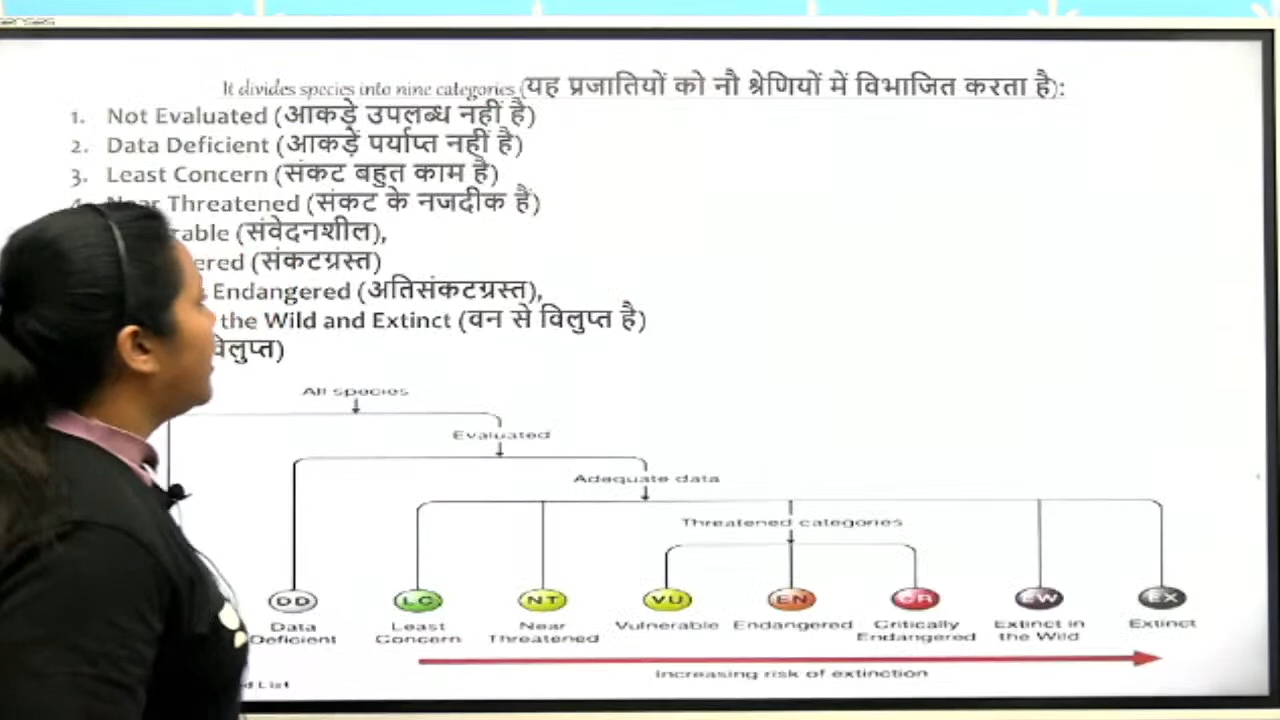 It divides species into nine categories (यह प्रजातियों को नौ श्रेणियों में विभाजित करता है):
1. Not Evaluated (आकड़े उपलब्ध नहीं है)
2. Data Deficient (आकड़ें पर्याप्त नहीं है)
3. Least Concern (संकट बहुत काम है)
4. Near Threatened (संकट के नजदीक हैं)
rable (संवेदनशील),
ered (संकटग्रस्त)
Endangered (अतिसंकटग्रस्त),
the Wild and Extinct (वन से विलुप्त है)
विलुप्त)
All species
Evaluated
Adequate data
Threatened categories
DD LC NT VU EN CR EW EX
Data Deficient
Least Concern
Near Threatened
Vulnerable
Endangered
Critically Endangered
Extinct in the Wild
Extinct
Increasing risk of extinction
d List